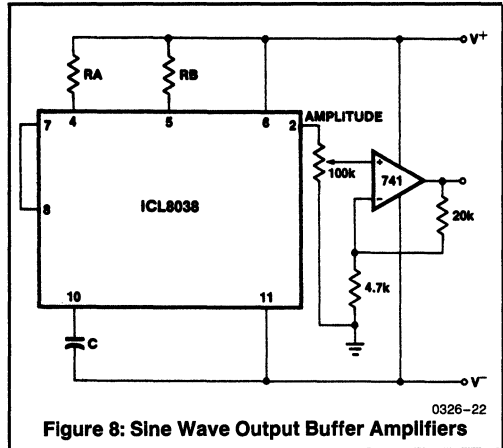 V+
RA
RB
4
5
6
AMPLITUDE
7
2
100k
+
741
−
8
ICL8038
20k
4.7k
10
11
C
V−
0326–22
Figure 8: Sine Wave Output Buffer Amplifiers